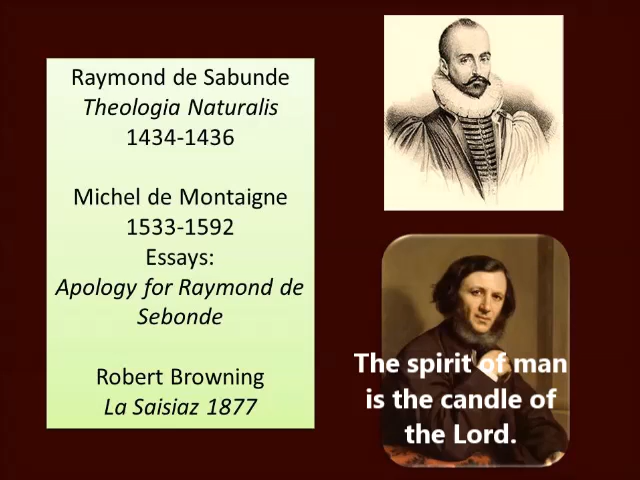 Raymond de Sabunde
Theologia Naturalis
1434-1436
Michel de Montaigne
1533-1592
Essays:
Apology for Raymond de
Sebonde
Robert Browning
La Saisiaz 1877
The spirit of man
is the candle of
the Lord.